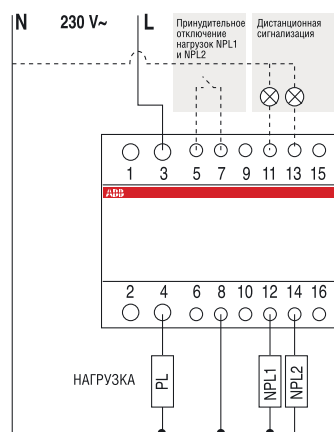 N 230 V~ L
Принудительное
отключение
нагрузок NPL1
и NPL2
Дистанционная
сигнализация
1 3 5 7 9 11 13 15
ABB
2 4 6 8 10 12 14 16
НАГРУЗКА PL NPL1 NPL2